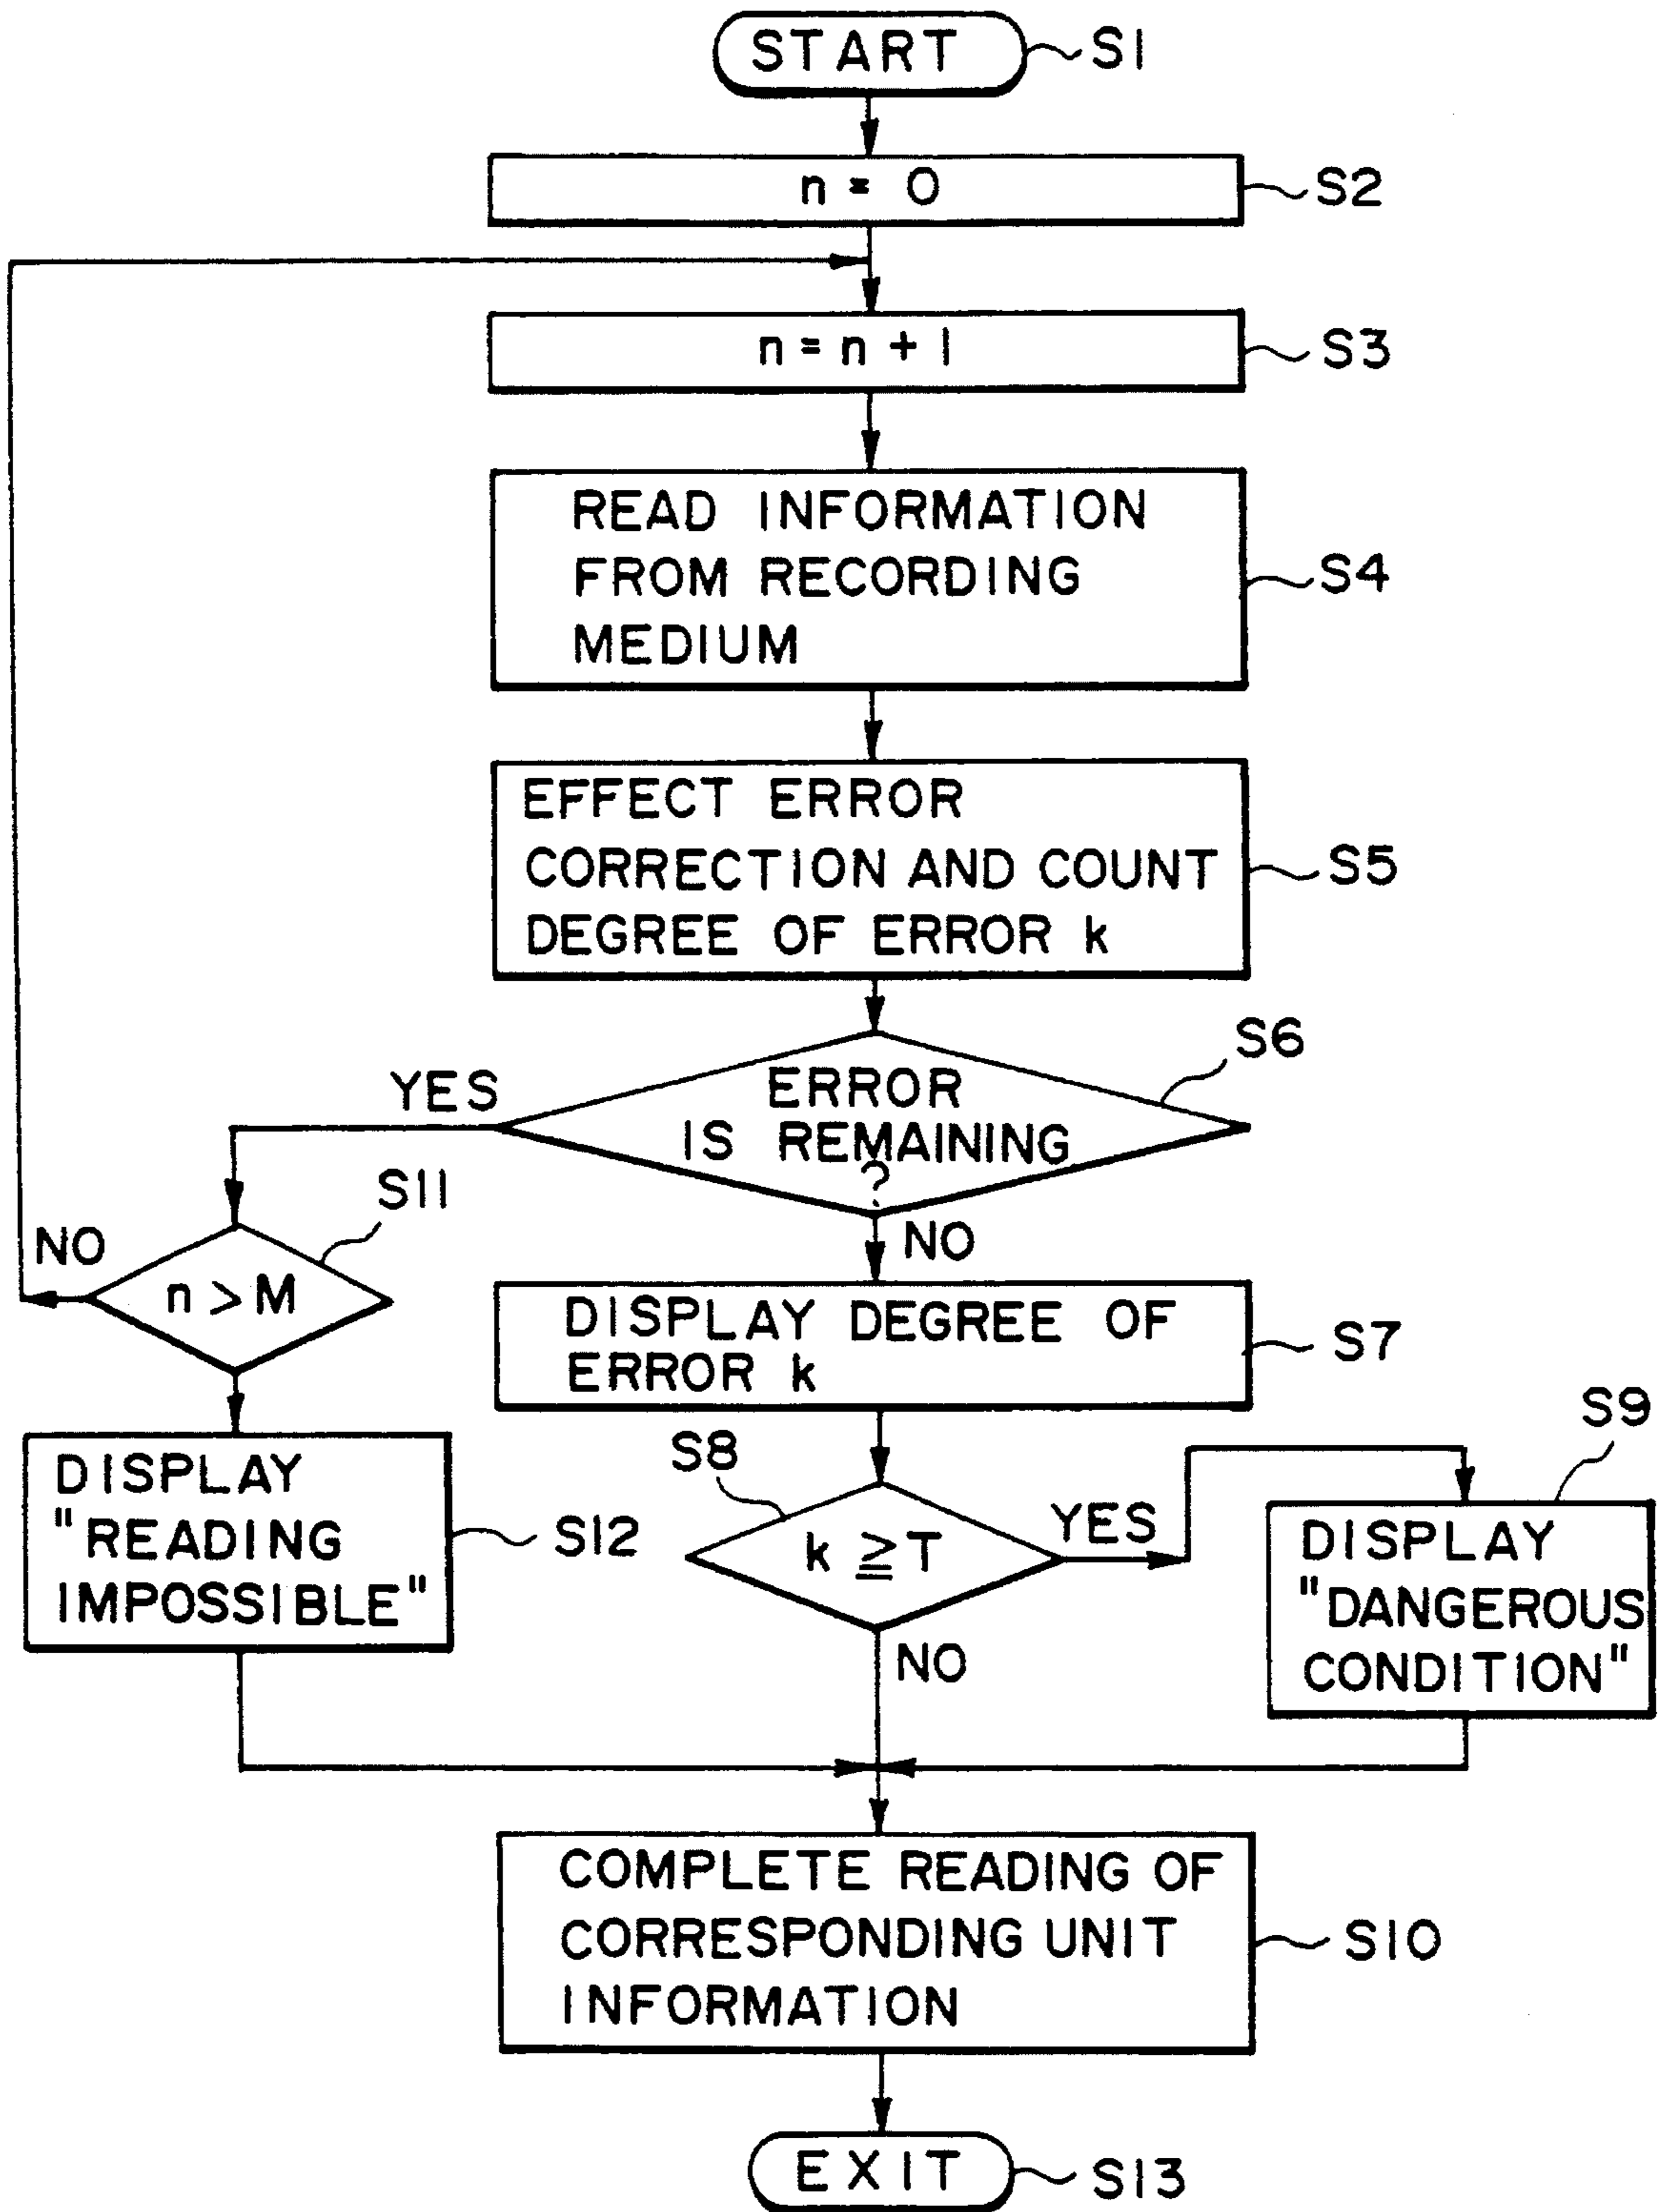 START
S1
n = 0
S2
n = n + 1
S3
READ INFORMATION
FROM RECORDING
MEDIUM
S4
EFFECT ERROR
CORRECTION AND COUNT
DEGREE OF ERROR k
S5
S6
YES
ERROR
IS REMAINING
?
NO
S11
NO
n > M
DISPLAY DEGREE OF
ERROR k
S7
S8
k ≧ T
YES
NO
S9
DISPLAY
"DANGEROUS
CONDITION"
DISPLAY
"READING
IMPOSSIBLE"
S12
COMPLETE READING OF
CORRESPONDING UNIT
INFORMATION
S10
EXIT
S13